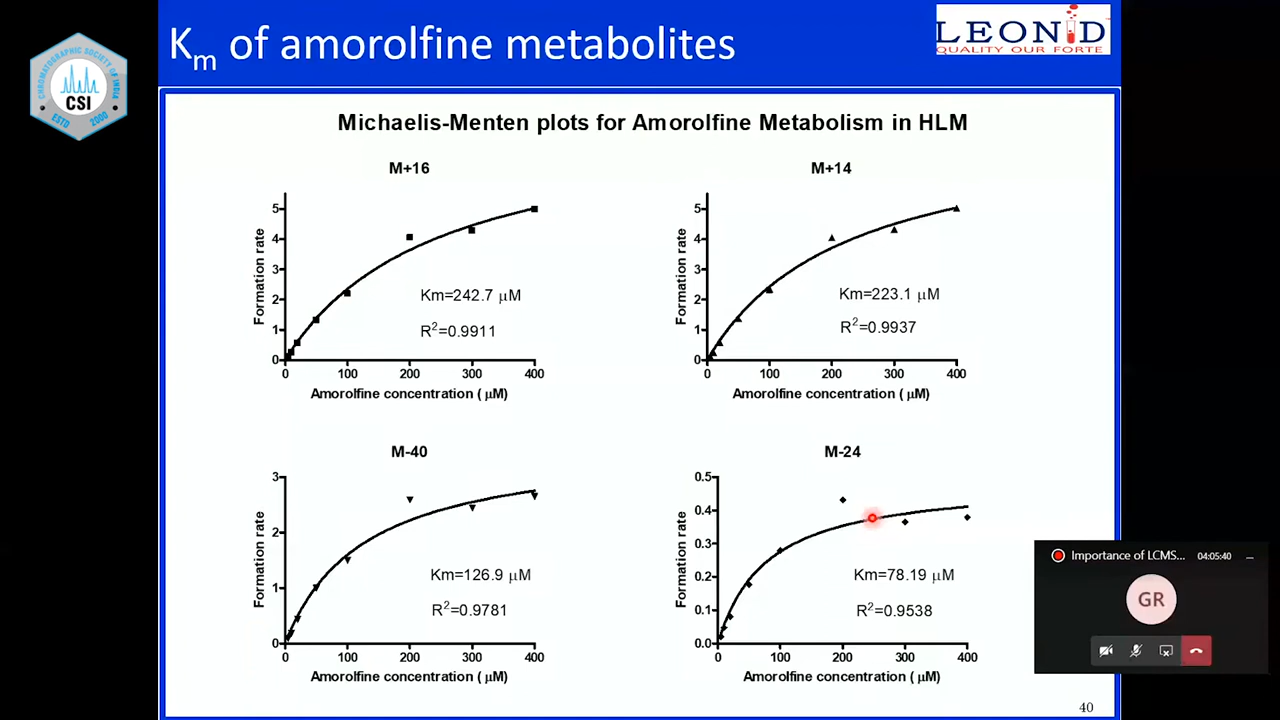 Km of amorolfine metabolites
LEONID
QUALITY OUR FORTE
CHROMATOGRAPHIC SOCIETY OF INDIA
CSI
ESTD 2000
Michaelis-Menten plots for Amorolfine Metabolism in HLM
M+16
Formation rate
5
4
3
2
1
0
Km=242.7 μM
R2=0.9911
0 100 200 300 400
Amorolfine concentration ( μM)
M+14
Formation rate
5
4
3
2
1
0
Km=223.1 μM
R2=0.9937
0 100 200 300 400
Amorolfine concentration ( μM)
M-40
Formation rate
3
2
1
0
Km=126.9 μM
R2=0.9781
0 100 200 300 400
Amorolfine concentration ( μM)
M-24
Formation rate
0.5
0.4
0.3
0.2
0.1
0.0
Km=78.19 μM
R2=0.9538
0 100 200 300 400
Amorolfine concentration ( μM)
Importance of LCMS... 04:05:40
GR
40